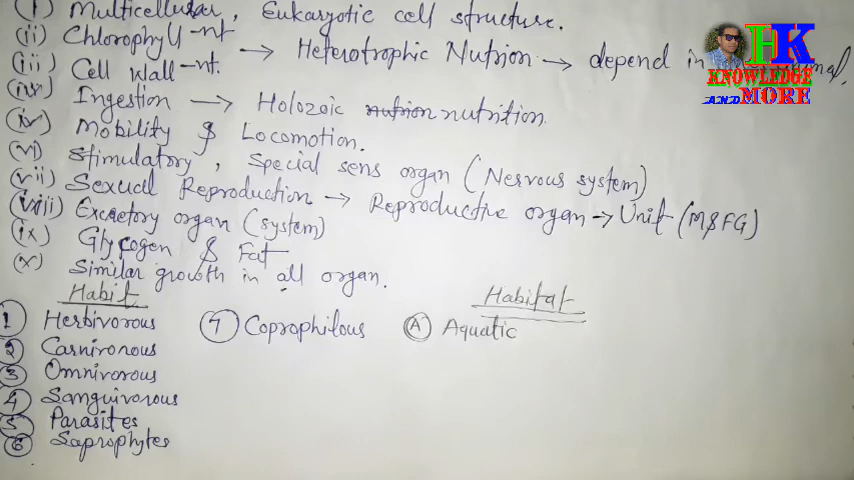 (i) Multicellular, Eukaryotic cell structure.
(ii) Chlorophyll -nt → Heterotrophic Nutrion → depend in
(iii) Cell Wall -nt.
(iv) Ingestion → Holozoic nutrion nutrition
(iv) Mobility $ Locomotion.
(vi) Stimulatory, Special sens organ (Nervous system)
(vii) Sexual Reproduction → Reproductive organ → Unit (M$FG)
(viii) Excretory organ (system)
(ix) Glycogen $ Fat
(x) Similar growth in all organ.
Habit
1 Herbivorous
2 Carnivorous
3 Omnivorous
4 Sanguivorous
5 Parasites
6 Saprophytes
7 Coprophilous
Habitat
A Aquatic
HK
KNOWLEDGE
AND MORE